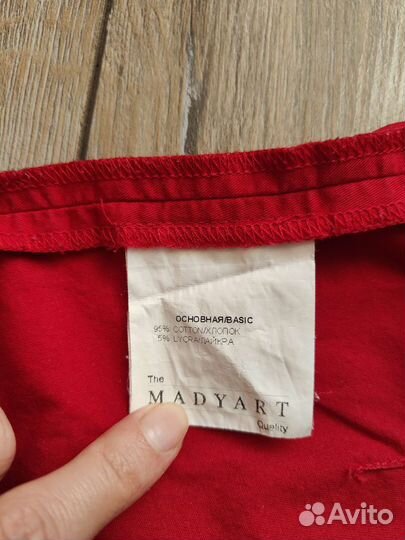 ОСНОВНАЯ/BASIC
95% COTTON/ХЛОПОК
5% LYCRA/ЛАЙКРА
The
MADYART
Quality
Avito